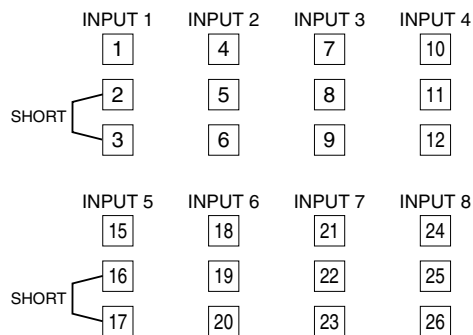 INPUT 1 INPUT 2 INPUT 3 INPUT 4
1 4 7 10
2 5 8 11
SHORT
3 6 9 12
INPUT 5 INPUT 6 INPUT 7 INPUT 8
15 18 21 24
16 19 22 25
SHORT
17 20 23 26